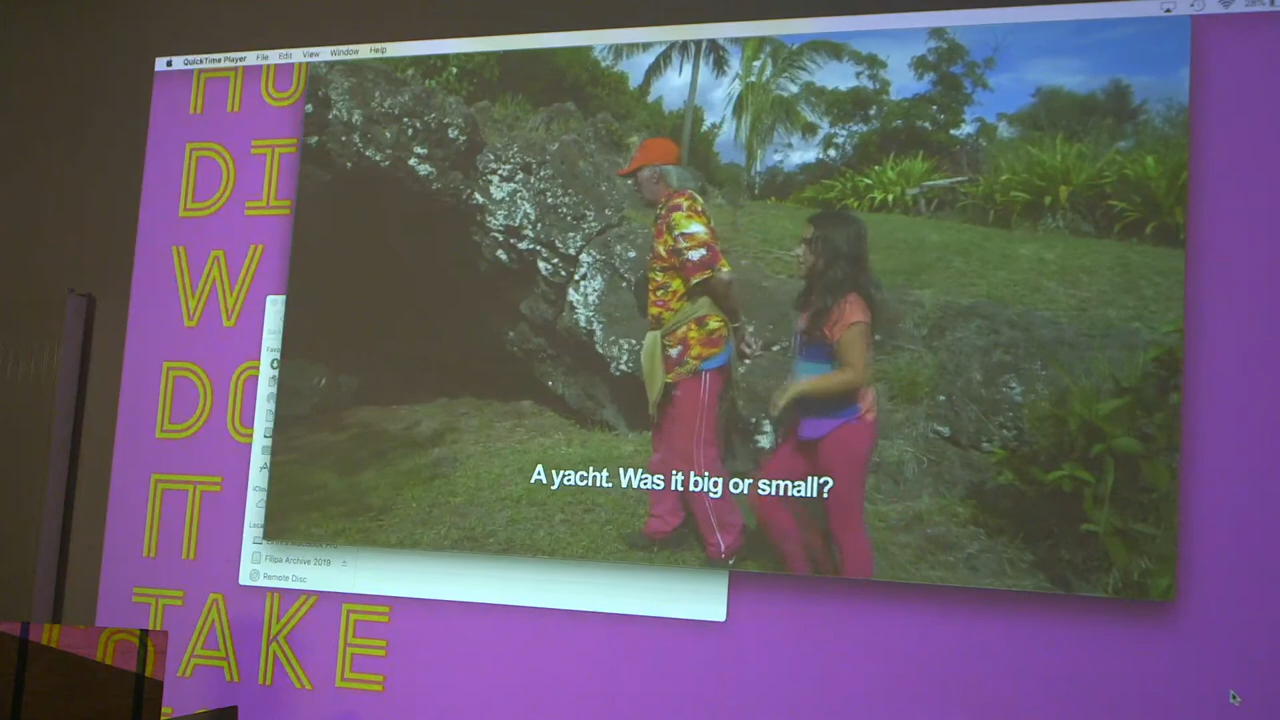 QuickTime Player File Edit View Window Help
28%
DI
W
DO
TAKE
A yacht. Was it big or small?
Filipa Archive 2019
Remote Disc